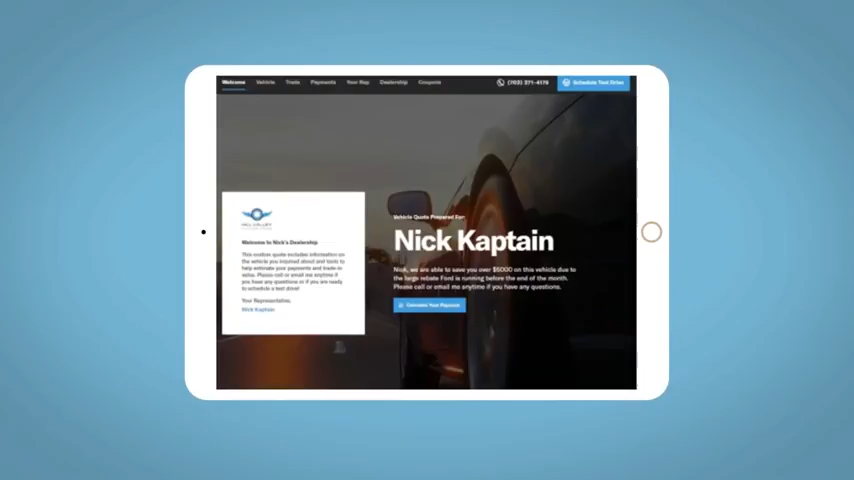 Welcome Vehicle Trade Payments Your Rep Dealership Coupons (702) 371-4175 Schedule Test Drive
Vehicle Quote Prepared For:
Nick Kaptain
Nick, we are able to save you over $5000 on this vehicle due to
the large rebate Ford is running before the end of the month.
Please call or email me anytime if you have any questions.
Calculate Your Payment
HILL VALLEY
Welcome to Nick's Dealership
This custom quote includes information on
the vehicle you inquired about and tools to
help estimate your payments and trade-in
value. Please call or email me anytime if
you have any questions or if you are ready
to schedule a test drive!
Your Representative,
Nick Kaptain